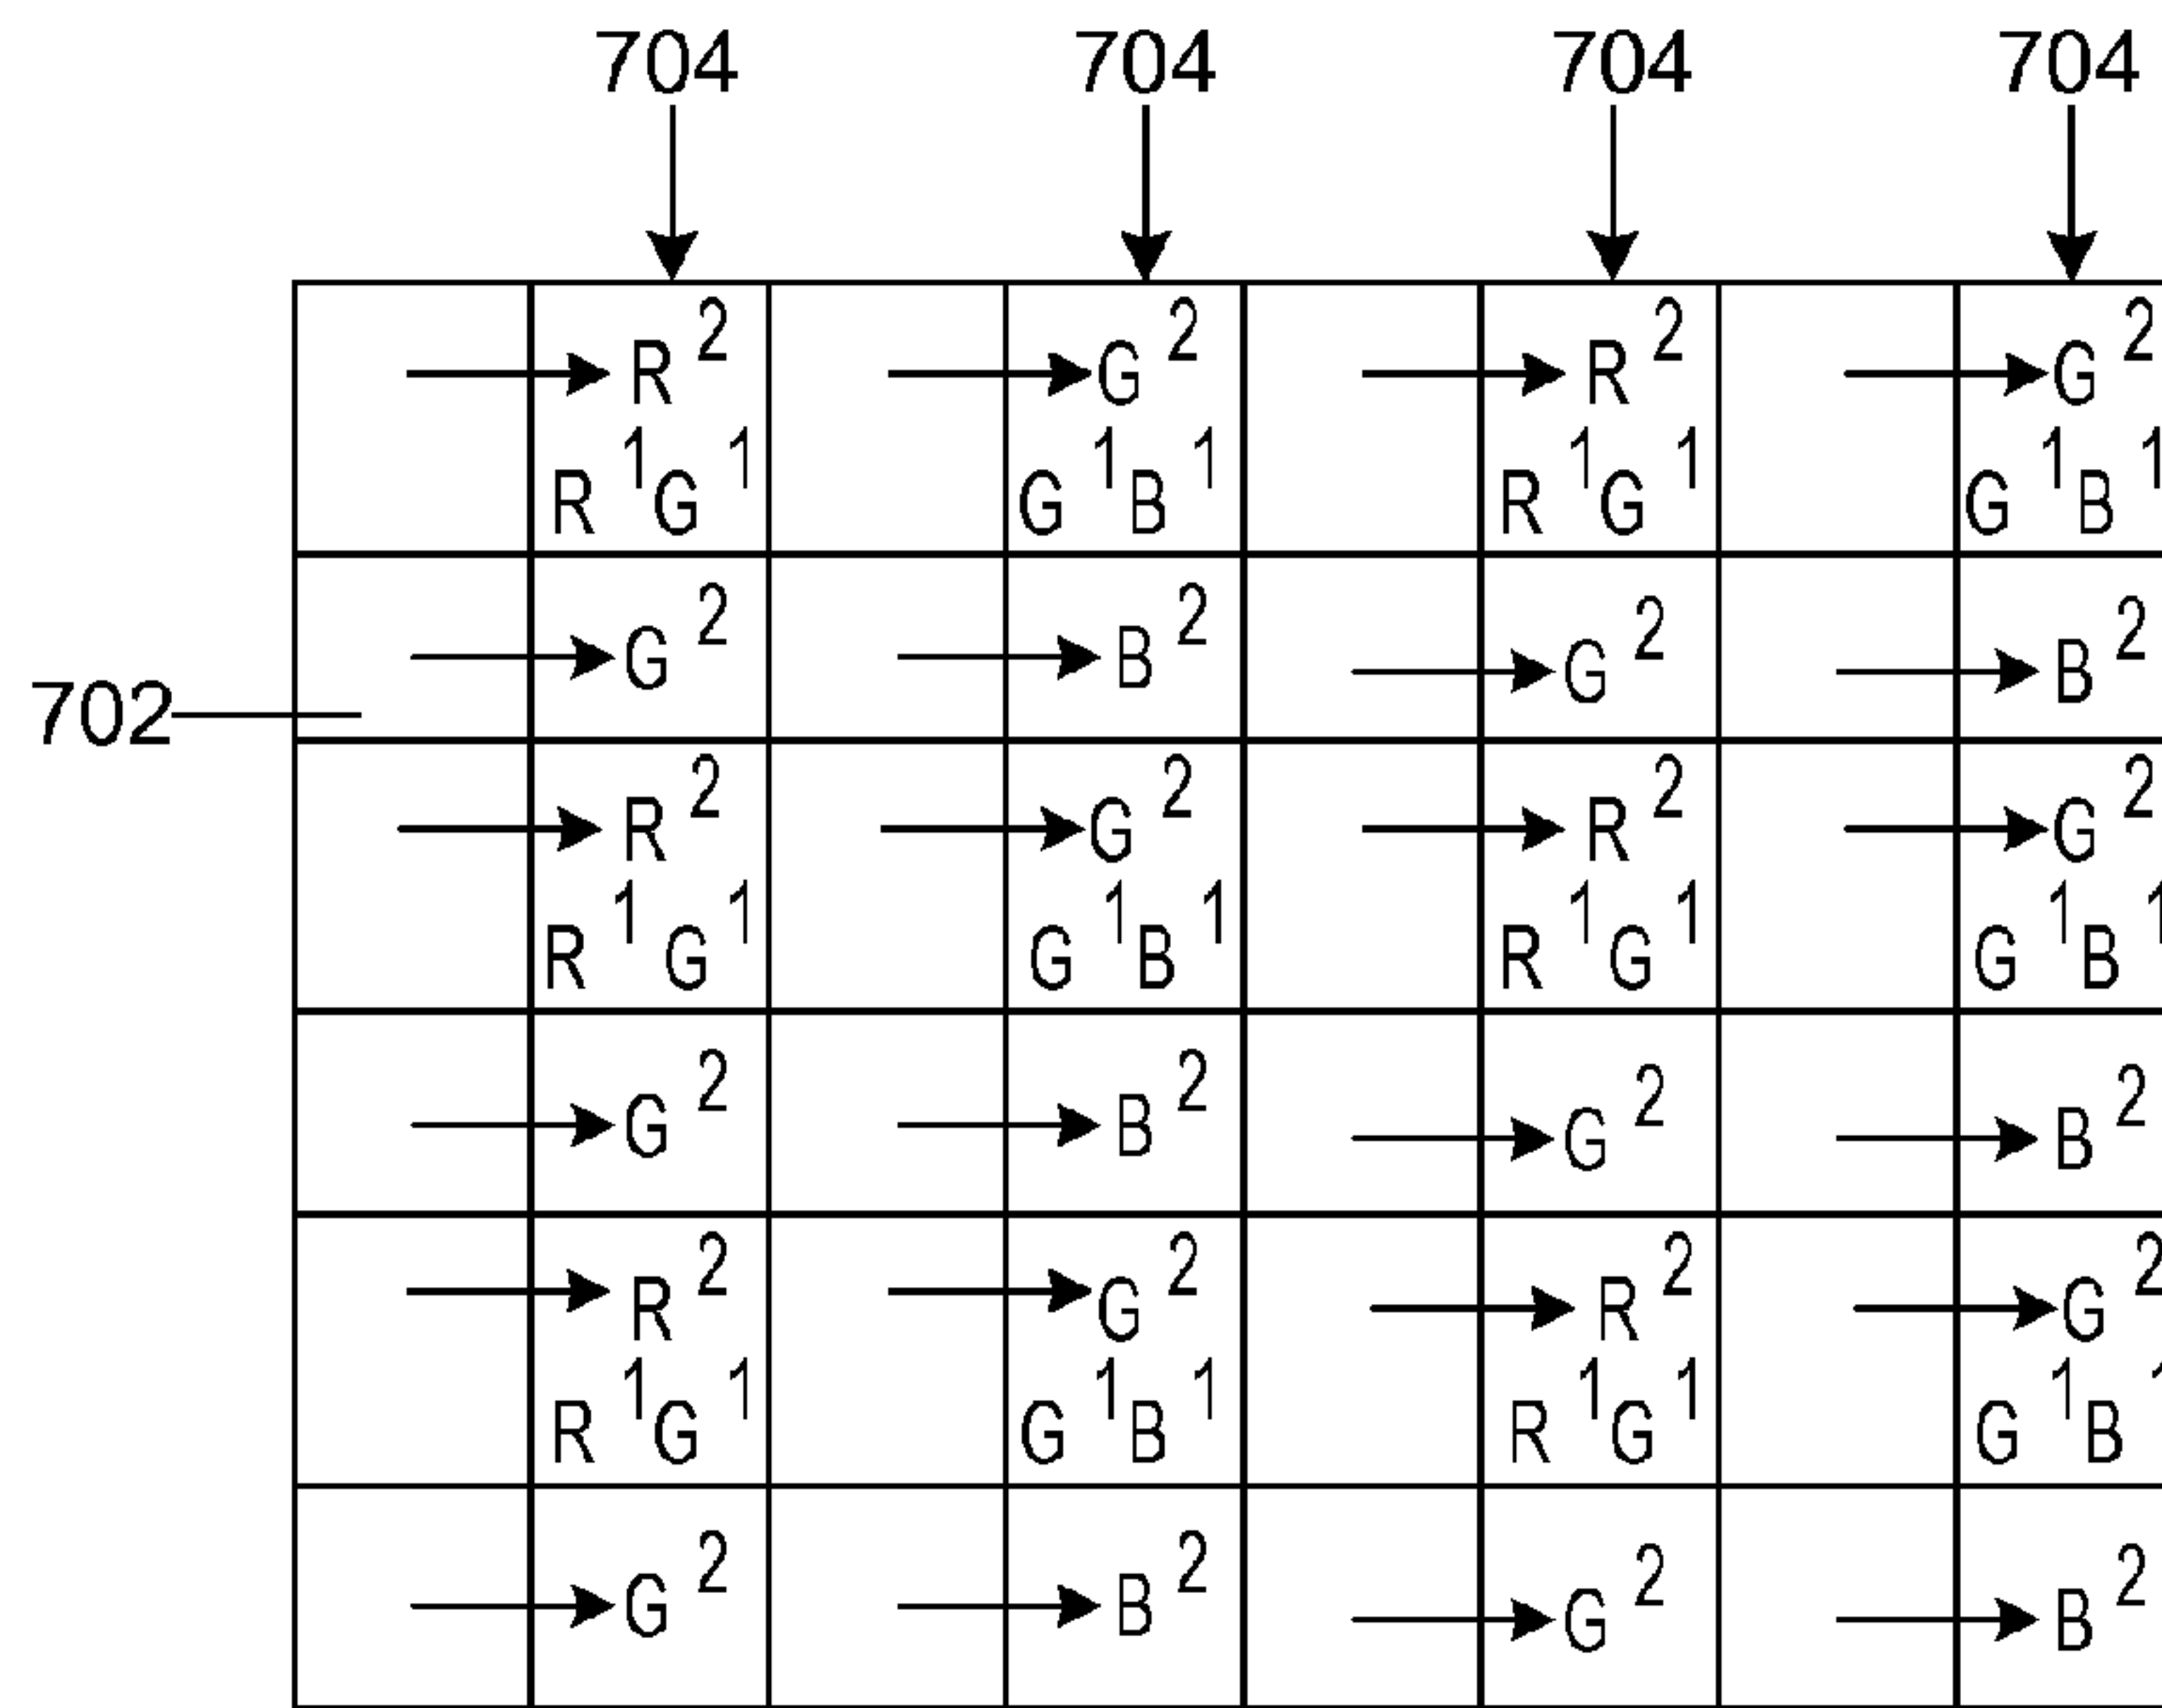 704 704 704 704
R² G² R² G²
R¹G¹ G¹B¹ R¹G¹ G¹B¹
G² B² G² B²
702
R² G² R² G²
R¹G¹ G¹B¹ R¹G¹ G¹B¹
G² B² G² B²
R² G² R² G²
R¹G¹ G¹B¹ R¹G¹ G¹B
G² B² G² B²